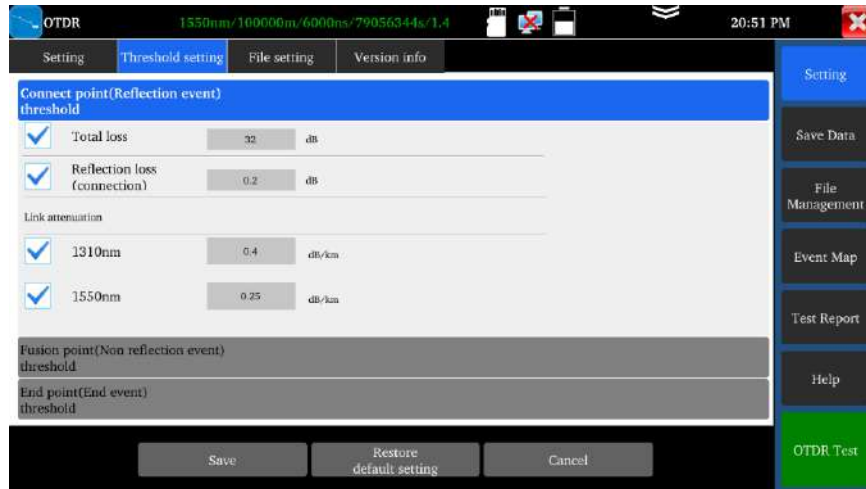 OTDR 1550nm/100000m/6000ns/79056344s/1.4 20:51 PM
Setting Threshold setting File setting Version info
Connect point(Reflection event)
threshold
Total loss 32 dB
Reflection loss
(connection) 0.2 dB
Link attenuation
1310nm 0.4 dB/km
1550nm 0.25 dB/km
Fusion point(Non reflection event)
threshold
End point(End event)
threshold
Save Restore
default setting Cancel
Setting
Save Data
File
Management
Event Map
Test Report
Help
OTDR Test